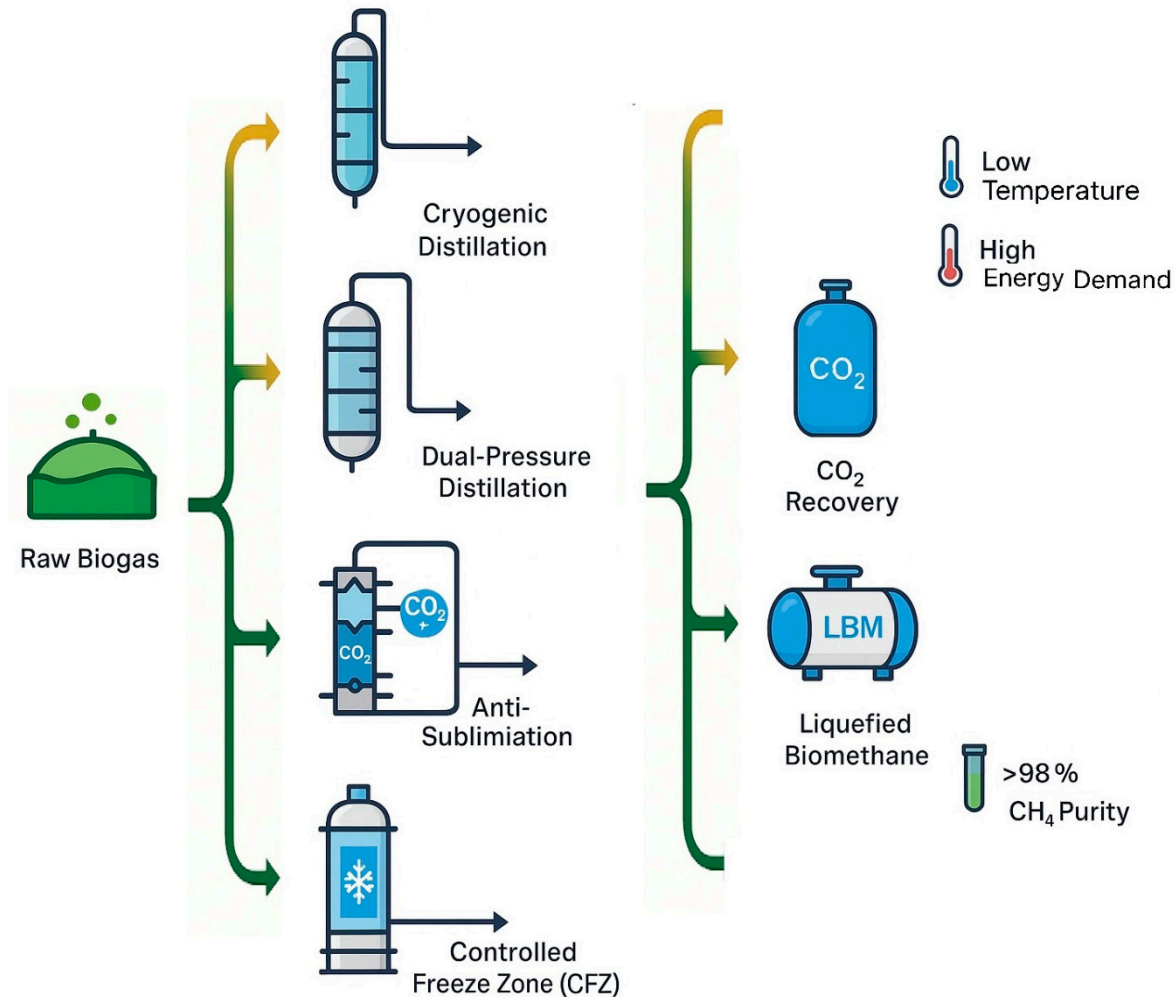 Raw Biogas
Cryogenic
Distillation
Dual-Pressure
Distillation
CO₂
+
CO₂
Anti-
Sublimiation
Controlled
Freeze Zone (CFZ)
Low
Temperature
High
Energy Demand
CO₂
CO₂
Recovery
LBM
Liquefied
Biomethane
>98 %
CH₄ Purity